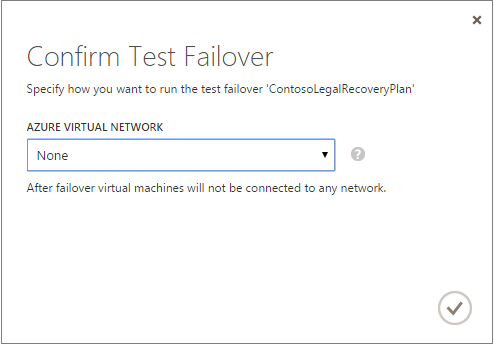 Confirm Test Failover
Specify how you want to run the test failover 'ContosoLegalRecoveryPlan'
AZURE VIRTUAL NETWORK
None
?
After failover virtual machines will not be connected to any network.